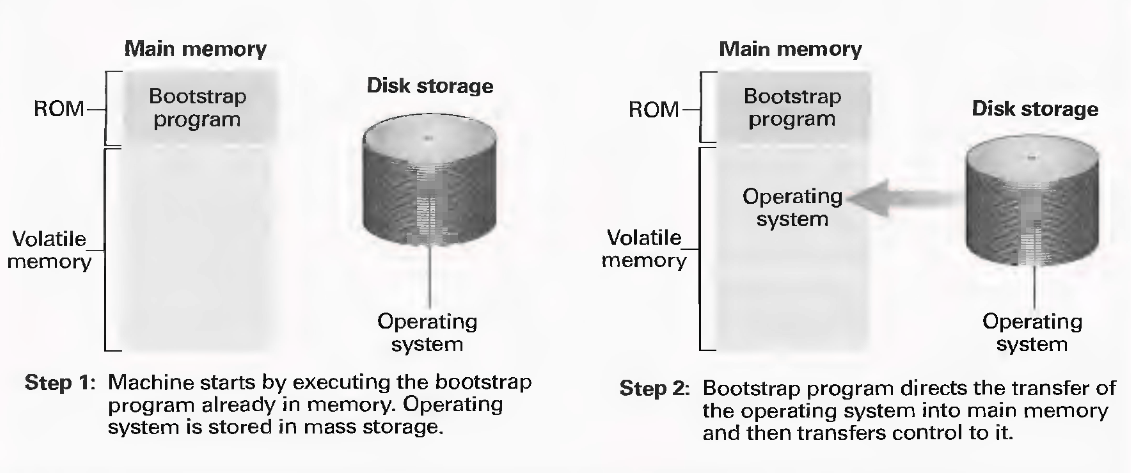 Main memory
ROM
Bootstrap
program
Disk storage
Volatile
memory
Operating
system
Step 1: Machine starts by executing the bootstrap
program already in memory. Operating
system is stored in mass storage.
Main memory
ROM
Bootstrap
program
Disk storage
Operating
system
Volatile
memory
Operating
system
Step 2: Bootstrap program directs the transfer of
the operating system into main memory
and then transfers control to it.